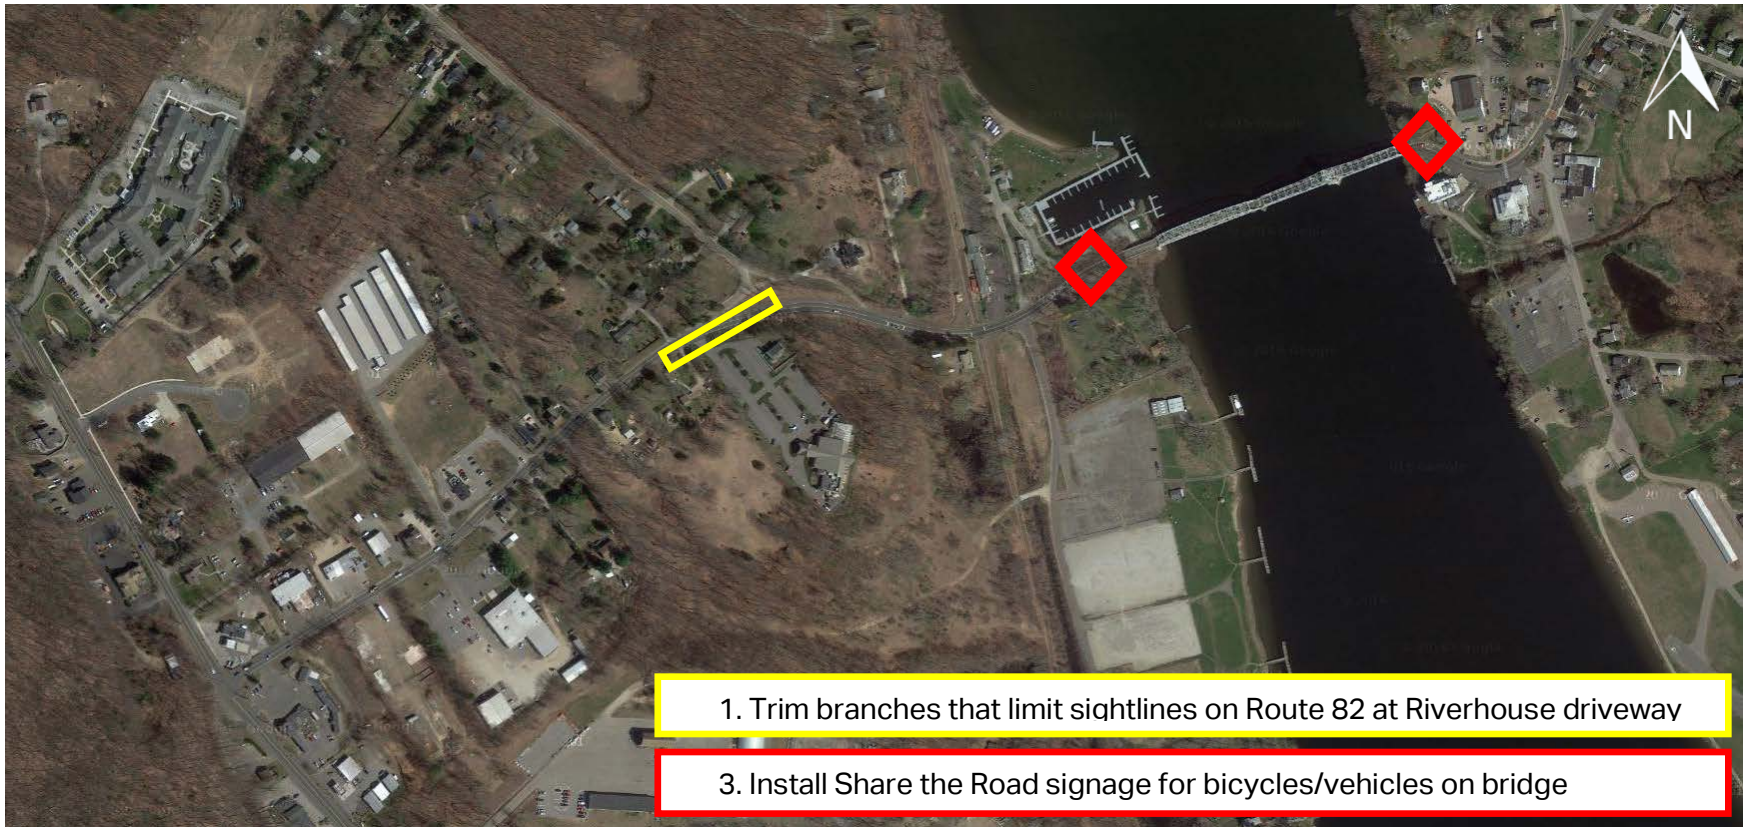 N
1. Trim branches that limit sightlines on Route 82 at Riverhouse driveway
3. Install Share the Road signage for bicycles/vehicles on bridge